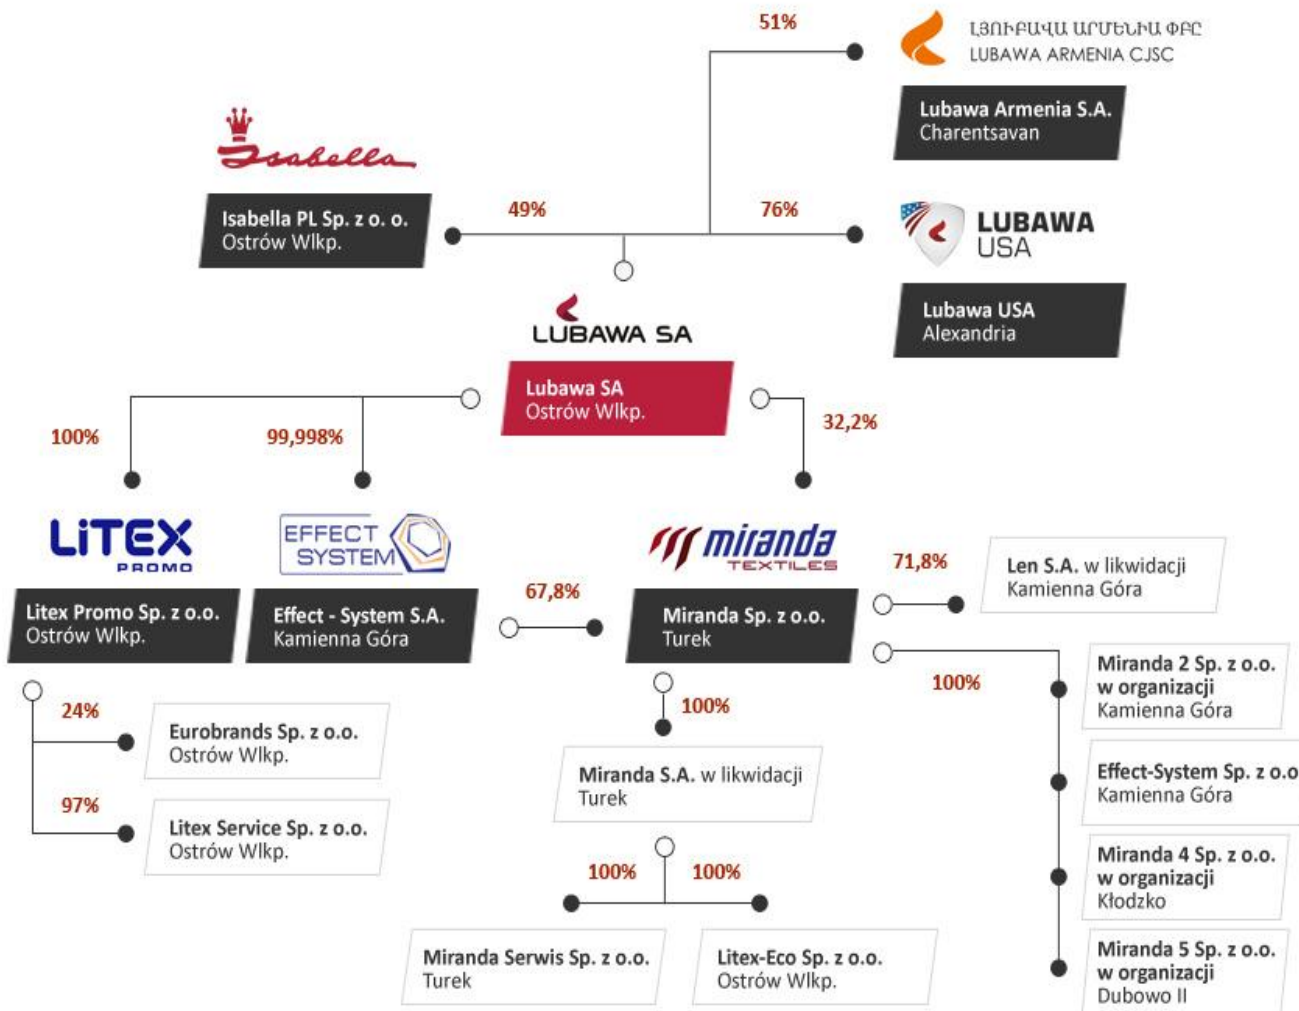 51%
ԼՅՈՒԲԱՎԱ ԱՐՄԵՆԻԱ ՓԲԸ
LUBAWA ARMENIA CJSC
Lubawa Armenia S.A.
Charentsavan
Isabella
Isabella PL Sp. z o. o.
Ostrów Wlkp.
49%
76%
LUBAWA
USA
Lubawa USA
Alexandria
LUBAWA SA
Lubawa SA
Ostrów Wlkp.
100%
99,998%
32,2%
LiTEX
PROMO
EFFECT
SYSTEM
miranda
TEXTILES
Litex Promo Sp. z o.o.
Ostrów Wlkp.
Effect - System S.A.
Kamienna Góra
67,8%
Miranda Sp. z o.o.
Turek
71,8%
Len S.A. w likwidacji
Kamienna Góra
24%
Eurobrands Sp. z o.o.
Ostrów Wlkp.
97%
Litex Service Sp. z o.o.
Ostrów Wlkp.
100%
Miranda S.A. w likwidacji
Turek
100%
100%
Miranda Serwis Sp. z o.o.
Turek
Litex-Eco Sp. z o.o.
Ostrów Wlkp.
100%
Miranda 2 Sp. z o.o.
w organizacji
Kamienna Góra
Effect-System Sp. z o.o
Kamienna Góra
Miranda 4 Sp. z o.o.
w organizacji
Kłodzko
Miranda 5 Sp. z o.o.
w organizacji
Dubowo II